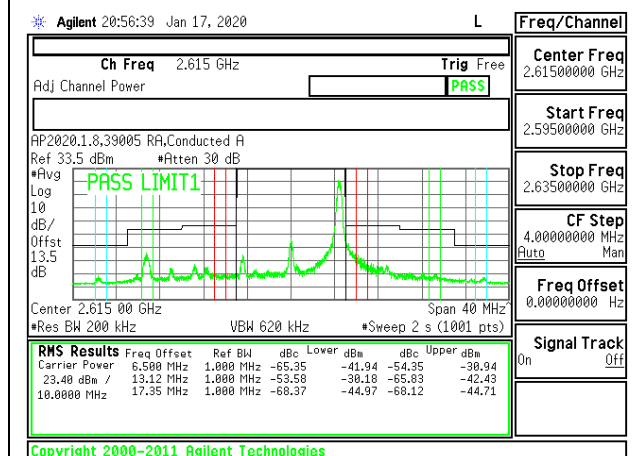 Agilent 20:56:39 Jan 17, 2020 L
Freq/Channel
Ch Freq 2.615 GHz Trig Free
Adj Channel Power PASS
Center Freq
2.61500000 GHz
Start Freq
2.59500000 GHz
Stop Freq
2.63500000 GHz
CF Step
4.00000000 MHz
Auto Man
Freq Offset
0.00000000 Hz
Signal Track
On Off
AP2020.1.8,39005 RA,Conducted A
Ref 33.5 dBm #Atten 30 dB
#Avg
Log
10
dB/
Offst
13.5
dB
PASS LIMIT1
Center 2.615 00 GHz Span 40 MHz^
#Res BW 200 kHz VBW 620 kHz #Sweep 2 s (1001 pts)
RMS Results Freq Offset Ref BW dBc Lower dBm dBc Upper dBm
Carrier Power 6.500 MHz 1.000 MHz -65.35 -41.94 -54.35 -30.94
23.40 dBm / 13.12 MHz 1.000 MHz -53.58 -30.18 -65.83 -42.43
10.0000 MHz 17.35 MHz 1.000 MHz -68.37 -44.97 -68.12 -44.71
Copyright 2000-2011 Agilent Technologies